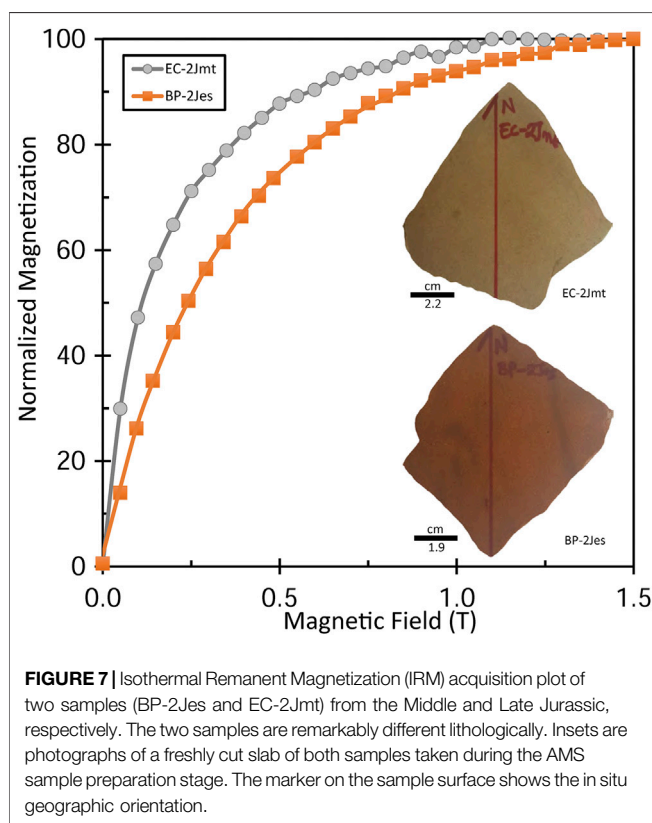 100
80
60
40
20
0
Normalized Magnetization
EC-2Jmt
BP-2Jes
N
EC-2Jmt
cm
2.2
EC-2Jmt
N
BP-2Jes
cm
1.9
BP-2Jes
0.0 0.5 1.0 1.5
Magnetic Field (T)
FIGURE 7 | Isothermal Remanent Magnetization (IRM) acquisition plot of
two samples (BP-2Jes and EC-2Jmt) from the Middle and Late Jurassic,
respectively. The two samples are remarkably different lithologically. Insets are
photographs of a freshly cut slab of both samples taken during the AMS
sample preparation stage. The marker on the sample surface shows the in situ
geographic orientation.